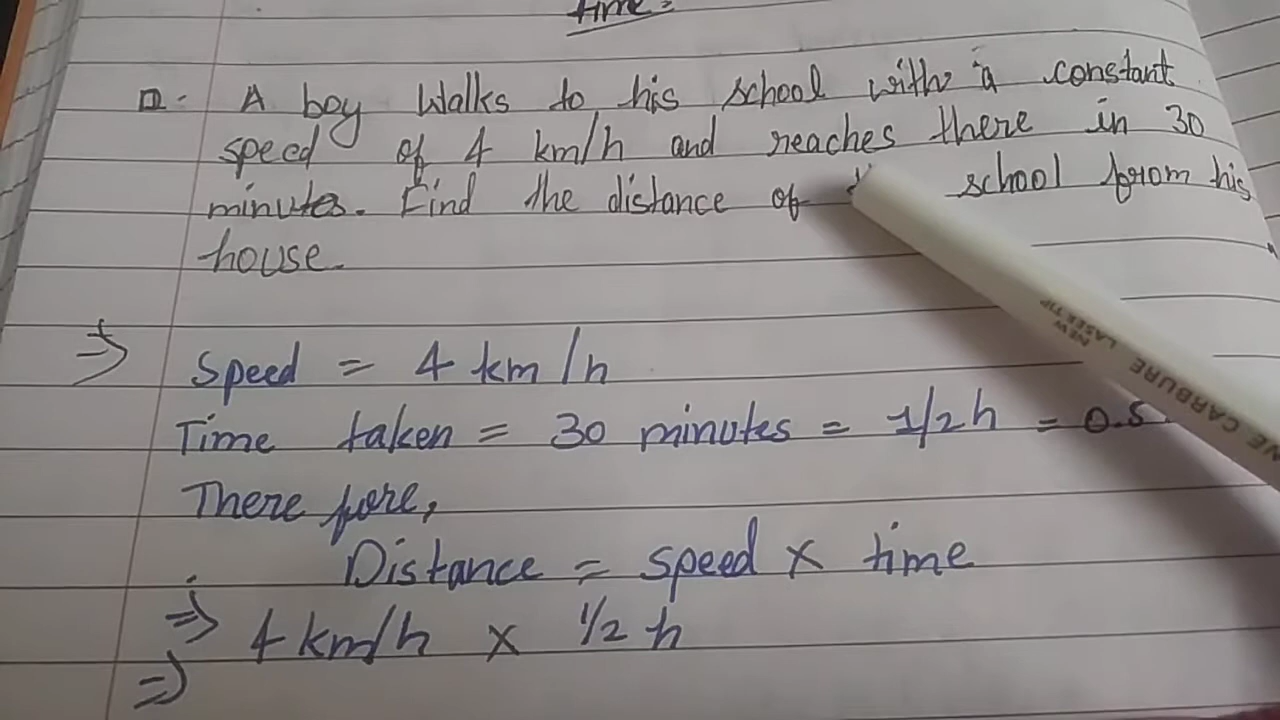 time:
Q. A boy walks to his school with a constant
speed of 4 km/h and reaches there in 30
minutes. Find the distance of school from his
house.
⇒ Speed = 4 km/h
Time taken = 30 minutes = 1/2 h = 0.5
There fore,
Distance = speed × time
⇒ 4 km/h × 1/2 h
⇒
NEW
LASER TIP
NE CARBURE